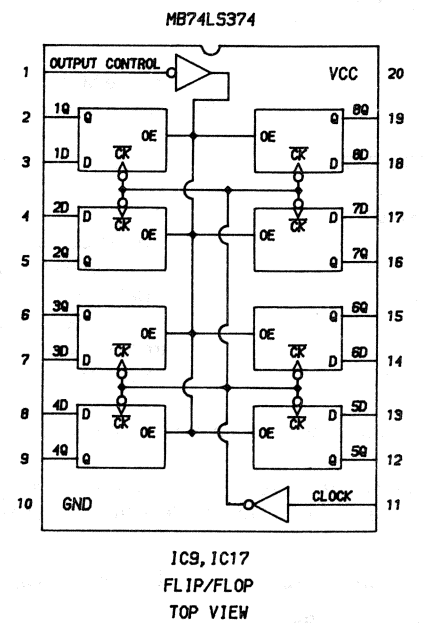 MB74LS374
1 OUTPUT CONTROL VCC 20
2 1Q Q OE OE Q 8Q 19
3 1D D CK CK D 8D 18
4 2D D CK CK D 7D 17
5 2Q Q OE OE Q 7Q 16
6 3Q Q OE OE Q 6Q 15
7 3D D CK CK D 6D 14
8 4D D CK CK D 5D 13
9 4Q Q OE OE Q 5Q 12
10 GND CLOCK 11
IC9, IC17
FLIP/FLOP
TOP VIEW